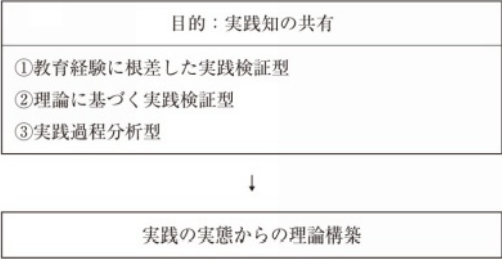 目的：実践知の共有
①教育経験に根差した実践検証型
②理論に基づく実践検証型
③実践過程分析型
↓
実践の実態からの理論構築